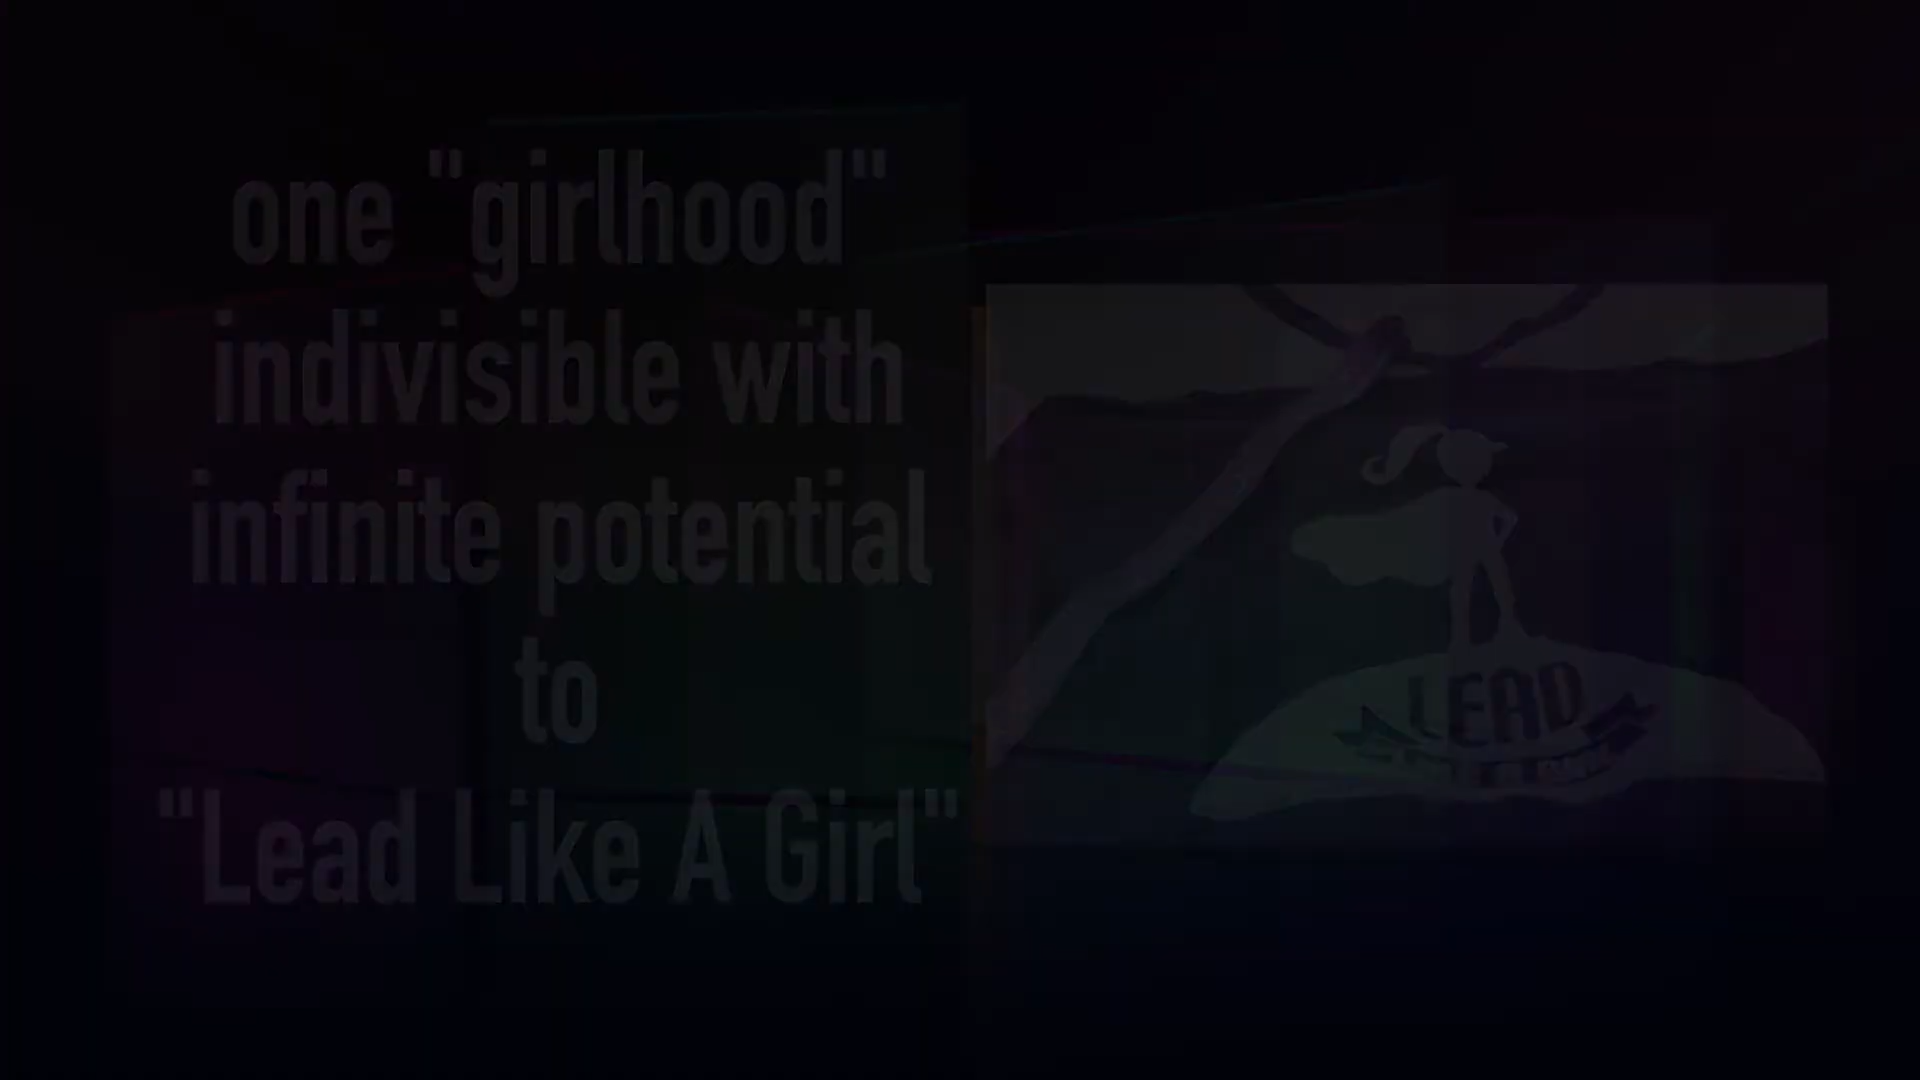 one "girlhood"
indivisible with
infinite potential
to
"Lead Like A Girl"
LEAD